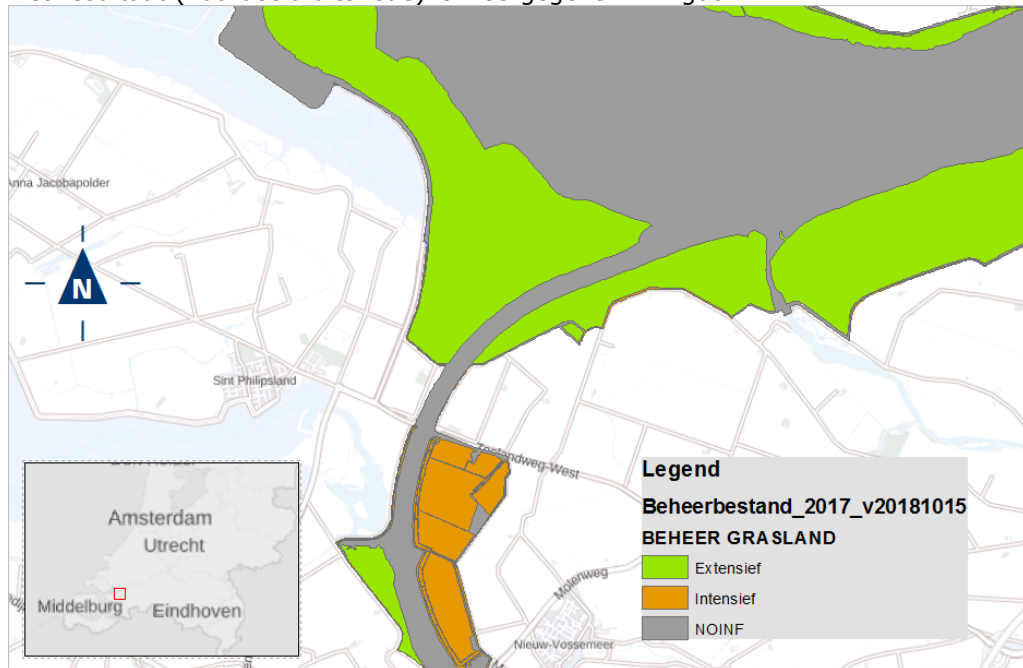 Anna Jacobapolder
N
Sint Philipsland
Zeelandweg-West
Legend
Beheerbestand_2017_v20181015
BEHEER GRASLAND
Extensief
Intensief
NOINF
Amsterdam
Utrecht
Middelburg
Eindhoven
Molenweg
Nieuw-Vossemeer